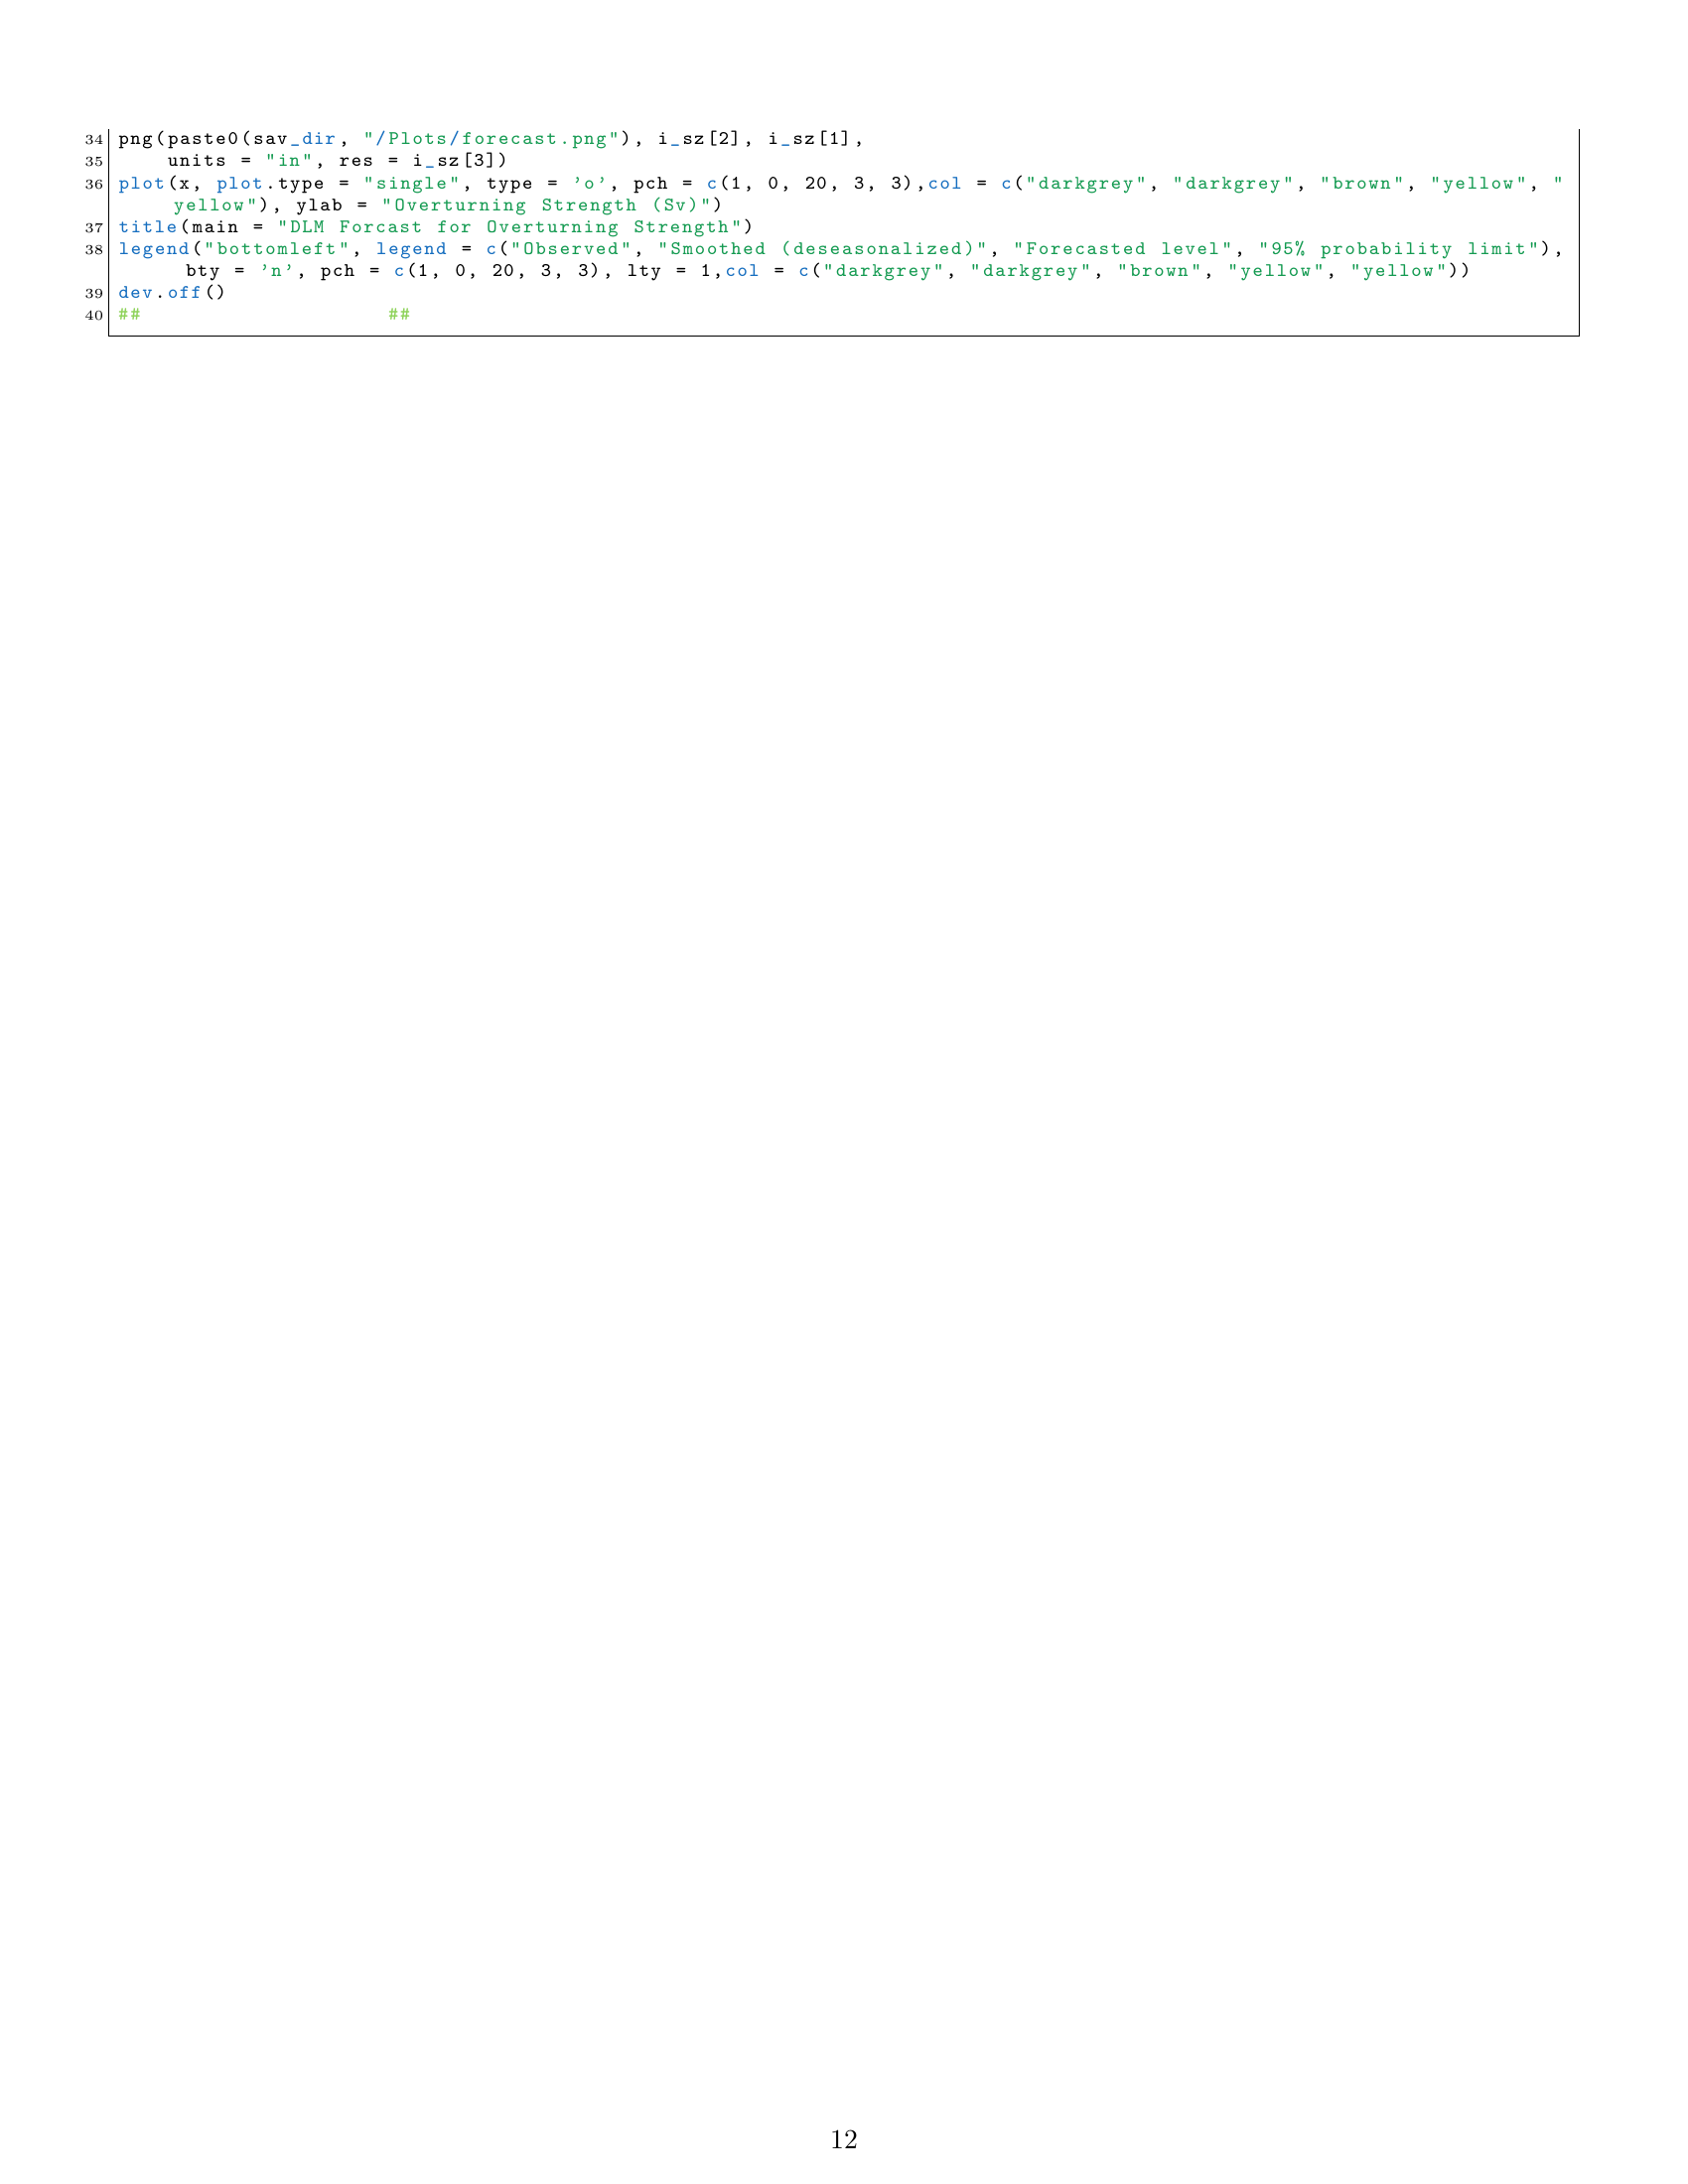 34 png(paste0(sav_dir, "/Plots/forecast.png"), i_sz[2], i_sz[1],
35 units = "in", res = i_sz[3])
36 plot(x, plot.type = "single", type = 'o', pch = c(1, 0, 20, 3, 3),col = c("darkgrey", "darkgrey", "brown", "yellow", "
yellow"), ylab = "Overturning Strength (Sv)")
37 title(main = "DLM Forcast for Overturning Strength")
38 legend("bottomleft", legend = c("Observed", "Smoothed (deseasonalized)", "Forecasted level", "95% probability limit"),
bty = 'n', pch = c(1, 0, 20, 3, 3), lty = 1,col = c("darkgrey", "darkgrey", "brown", "yellow", "yellow"))
39 dev.off()
40 ## ##
12